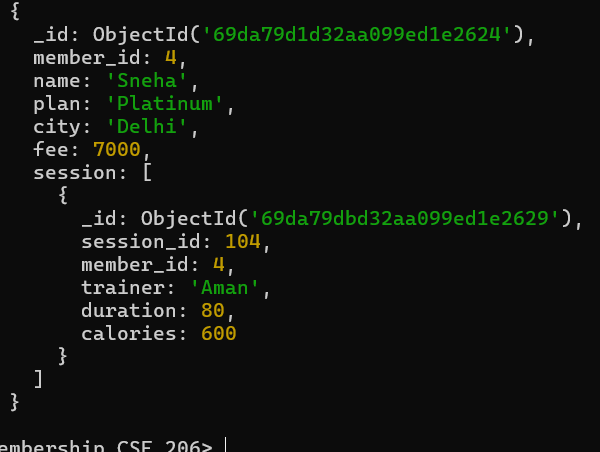 {
_id: ObjectId('69da79d1d32aa099ed1e2624'),
member_id: 4,
name: 'Sneha',
plan: 'Platinum',
city: 'Delhi',
fee: 7000,
session: [
{
_id: ObjectId('69da79dbd32aa099ed1e2629'),
session_id: 104,
member_id: 4,
trainer: 'Aman',
duration: 80,
calories: 600
}
]
}
embership_CSE_206>